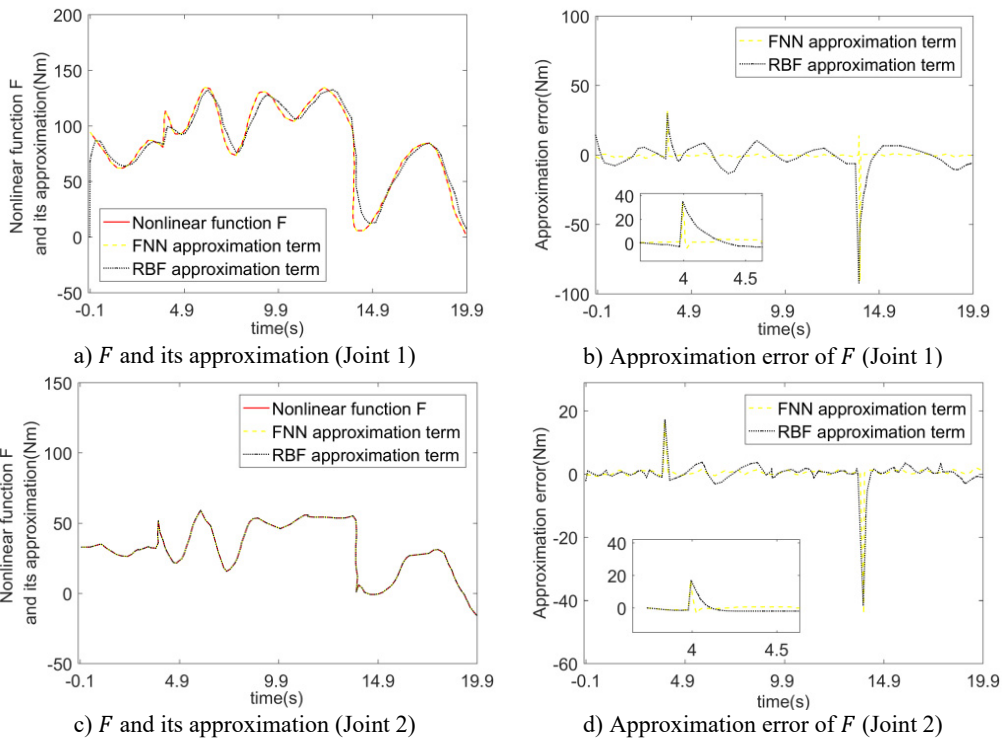 200
150
100
50
0
-50
Nonlinear function F
and its approximation(Nm)
Nonlinear function F
FNN approximation term
RBF approximation term
-0.1 4.9 9.9 14.9 19.9
time(s)
a) F and its approximation (Joint 1)
100
50
0
-50
-100
Approximation error(Nm)
FNN approximation term
RBF approximation term
40
20
0
4 4.5
-0.1 4.9 9.9 14.9 19.9
time(s)
b) Approximation error of F (Joint 1)
150
100
50
0
-50
Nonlinear function F
and its approximation(Nm)
Nonlinear function F
FNN approximation term
RBF approximation term
-0.1 4.9 9.9 14.9 19.9
time(s)
c) F and its approximation (Joint 2)
20
0
-20
-40
-60
Approximation error(Nm)
FNN approximation term
RBF approximation term
40
20
0
4 4.5
-0.1 4.9 9.9 14.9 19.9
time(s)
d) Approximation error of F (Joint 2)